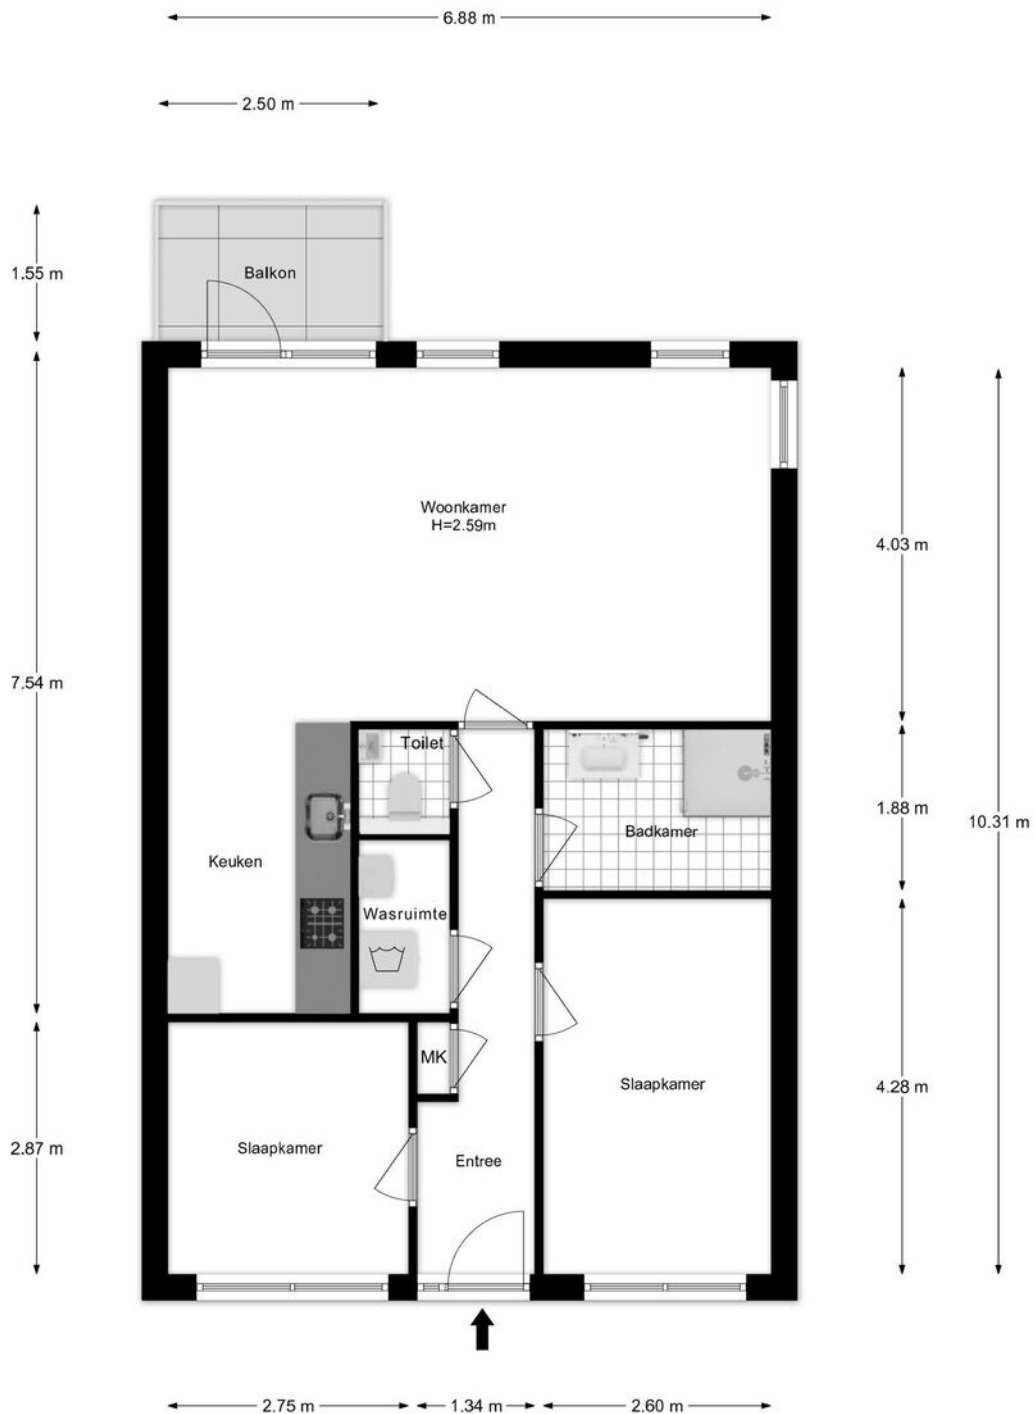 6.88 m
2.50 m
1.55 m
Balkon
Woonkamer
H=2.59m
4.03 m
7.54 m
Toilet
1.88 m
10.31 m
Badkamer
Keuken
Wasruimte
MK
Slaapkamer
4.28 m
2.87 m
Slaapkamer
Entree
2.75 m
1.34 m
2.60 m